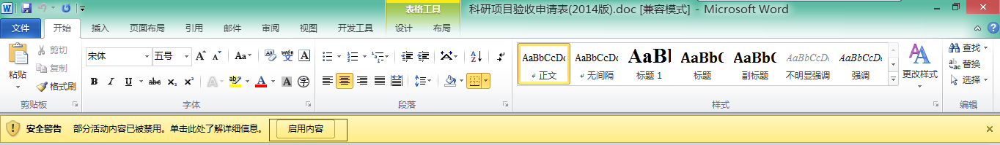 表格工具
科研项目验收申请表(2014版).doc [兼容模式] - Microsoft Word
文件 开始 插入 页面布局 引用 邮件 审阅 视图 开发工具 设计 布局
粘贴 剪切 复制 格式刷
剪贴板
宋体 五号 A A Aa wén 文 A
B I U abc x₂ x² A ab A A 字
字体
段落
AaBbCcDc AaBbCcDc AaBl AaBbC AaBbCc AaBbCcD AaBbCcD
正文 无间隔 标题 1 标题 副标题 不明显强调 强调
更改样式
样式
查找 替换 选择
编辑
安全警告 部分活动内容已被禁用。单击此处了解详细信息。 启用内容